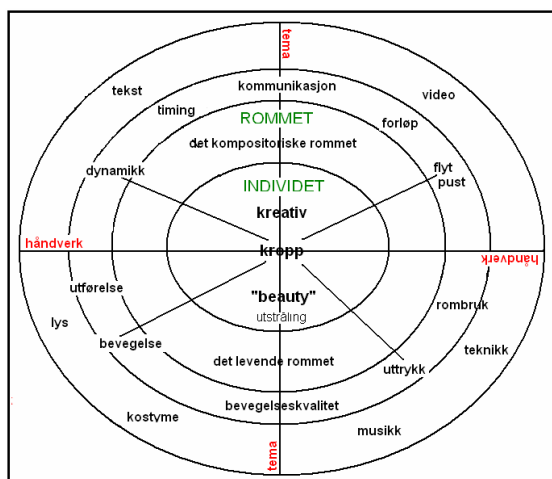 tema
tekst
kommunikasjon
video
timing
ROMMET
forløp
det kompositoriske rommet
dynamikk
flyt
pust
INDIVIDET
kreativ
håndverk
kropp
håndverk
utførelse
"beauty"
rombruk
lys
utstråling
bevegelse
teknikk
det levende rommet
uttrykk
bevegelseskvalitet
kostyme
musikk
tema